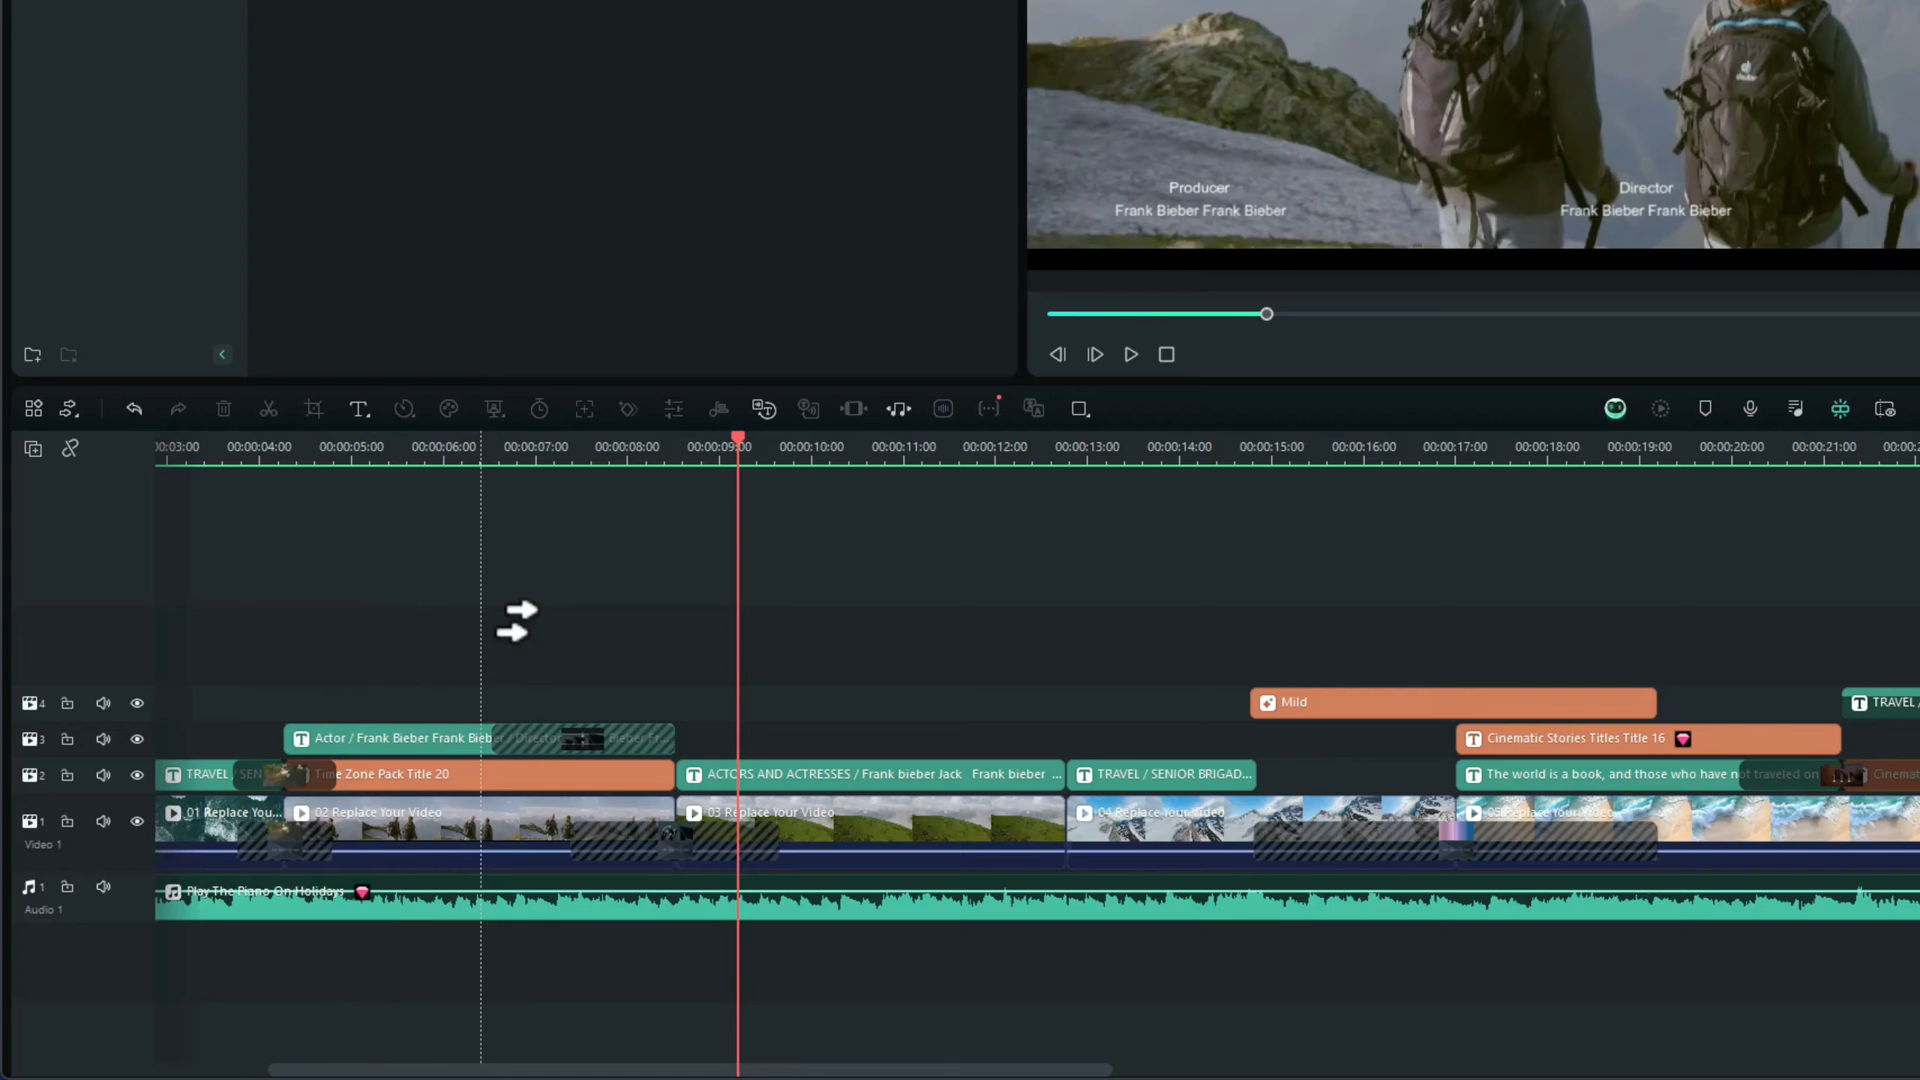 deuter
Producer
Director
Frank Bieber Frank Bieber
Frank Bieber Frank Bieber
00:03:00
00:00:04:00
00:00:05:00
00:00:06:00
00:00:07:00
00:00:08:00
00:00:09:00
00:00:10:00
00:00:11:00
00:00:12:00
00:00:13:00
00:00:14:00
00:00:15:00
00:00:16:00
00:00:17:00
00:00:18:00
00:00:19:00
00:00:20:00
00:00:21:00
4
Mild
TRAVEL /
3
Actor / Frank Bieber Frank Bieber / Director
Bieber Fr...
Cinematic Stories Titles Title 16
2
TRAVEL / SEN
Time Zone Pack Title 20
ACTORS AND ACTRESSES / Frank bieber Jack Frank bieber ...
TRAVEL / SENIOR BRIGAD...
The world is a book, and those who have not traveled on
Cinemat
1
01 Replace You...
02 Replace Your Video
03 Replace Your Video
04 Replace Your Video
05 Replace Your Video
Video 1
1
Play The Piano On Holidays
Audio 1